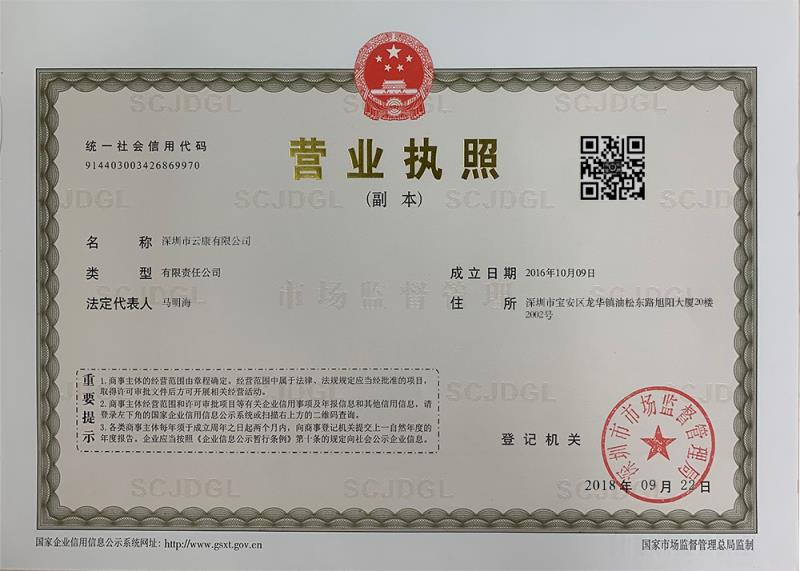 SCJDGL SCJDGL SCJDGL
统一社会信用代码
914403003426869970
营业执照
(副 本)
SCJDGL SCJDGL SCJDGL SCJDGL
名 称 深圳市云康有限公司
类 型 有限责任公司
成立日期 2016年10月09日
法定代表人 马明海
住 所 深圳市宝安区龙华镇油松东路旭阳大厦20楼
2002号
市场监督管理
重要提示
1.商事主体的经营范围由章程确定。经营范围中属于法律、法规规定应当经批准的项目,
取得许可审批文件后方可开展相关经营活动。
2.商事主体经营范围和许可审批项目等有关企业信用事项及年报信息和其他信用信息,请
登录左下角的国家企业信用信息公示系统或扫描右上方的二维码查询。
3.各类商事主体每年须于成立周年之日起两个月内,向商事登记机关提交上一自然年度的
年度报告。企业应当按照《企业信息公示暂行条例》第十条的规定向社会公示企业信息。
登记机关
深圳市市场监督管理局
2018年 09月 22日
SCJDGL SCJDGL SCJDGL
国家企业信用信息公示系统网址: http://www.gsxt.gov.cn
国家市场监督管理总局监制